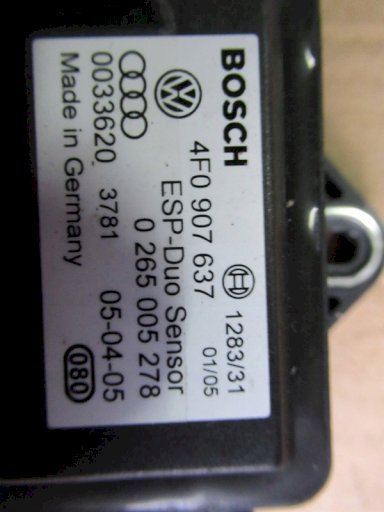 BOSCH
1283/31
4F0 907 637
01/05
ESP-Duo Sensor
0 265 005 278
0033620 3781 05-04-05
Made in Germany
080